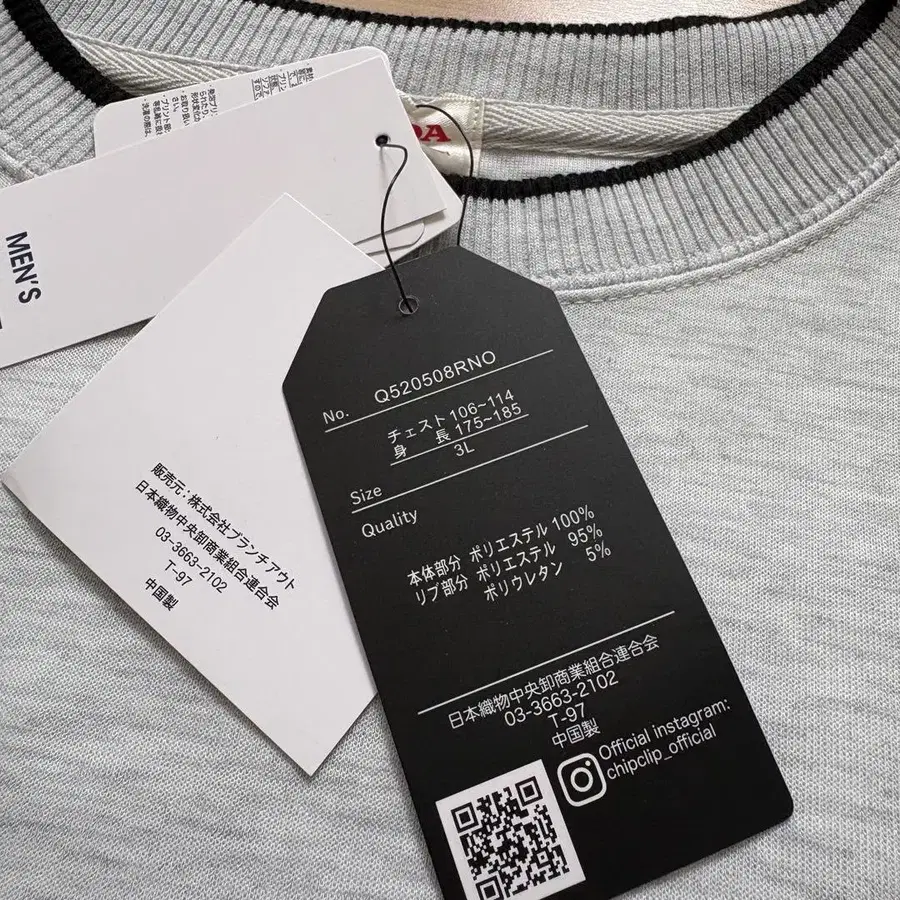 MEN'S
DA
No. Q520508RNO
チェスト 106~114
身 長 175~185
3L
Size
Quality
本体部分 ポリエステル 100%
リブ部分 ポリエステル 95%
ポリウレタン 5%
日本織物中央卸商業組合連合会
03-3663-2102
T-97
中国製
Official instagram:
chipclip_official
販売元:株式会社ブランチアウト
日本織物中央卸商業組合連合会
03-3663-2102
T-97
中国製